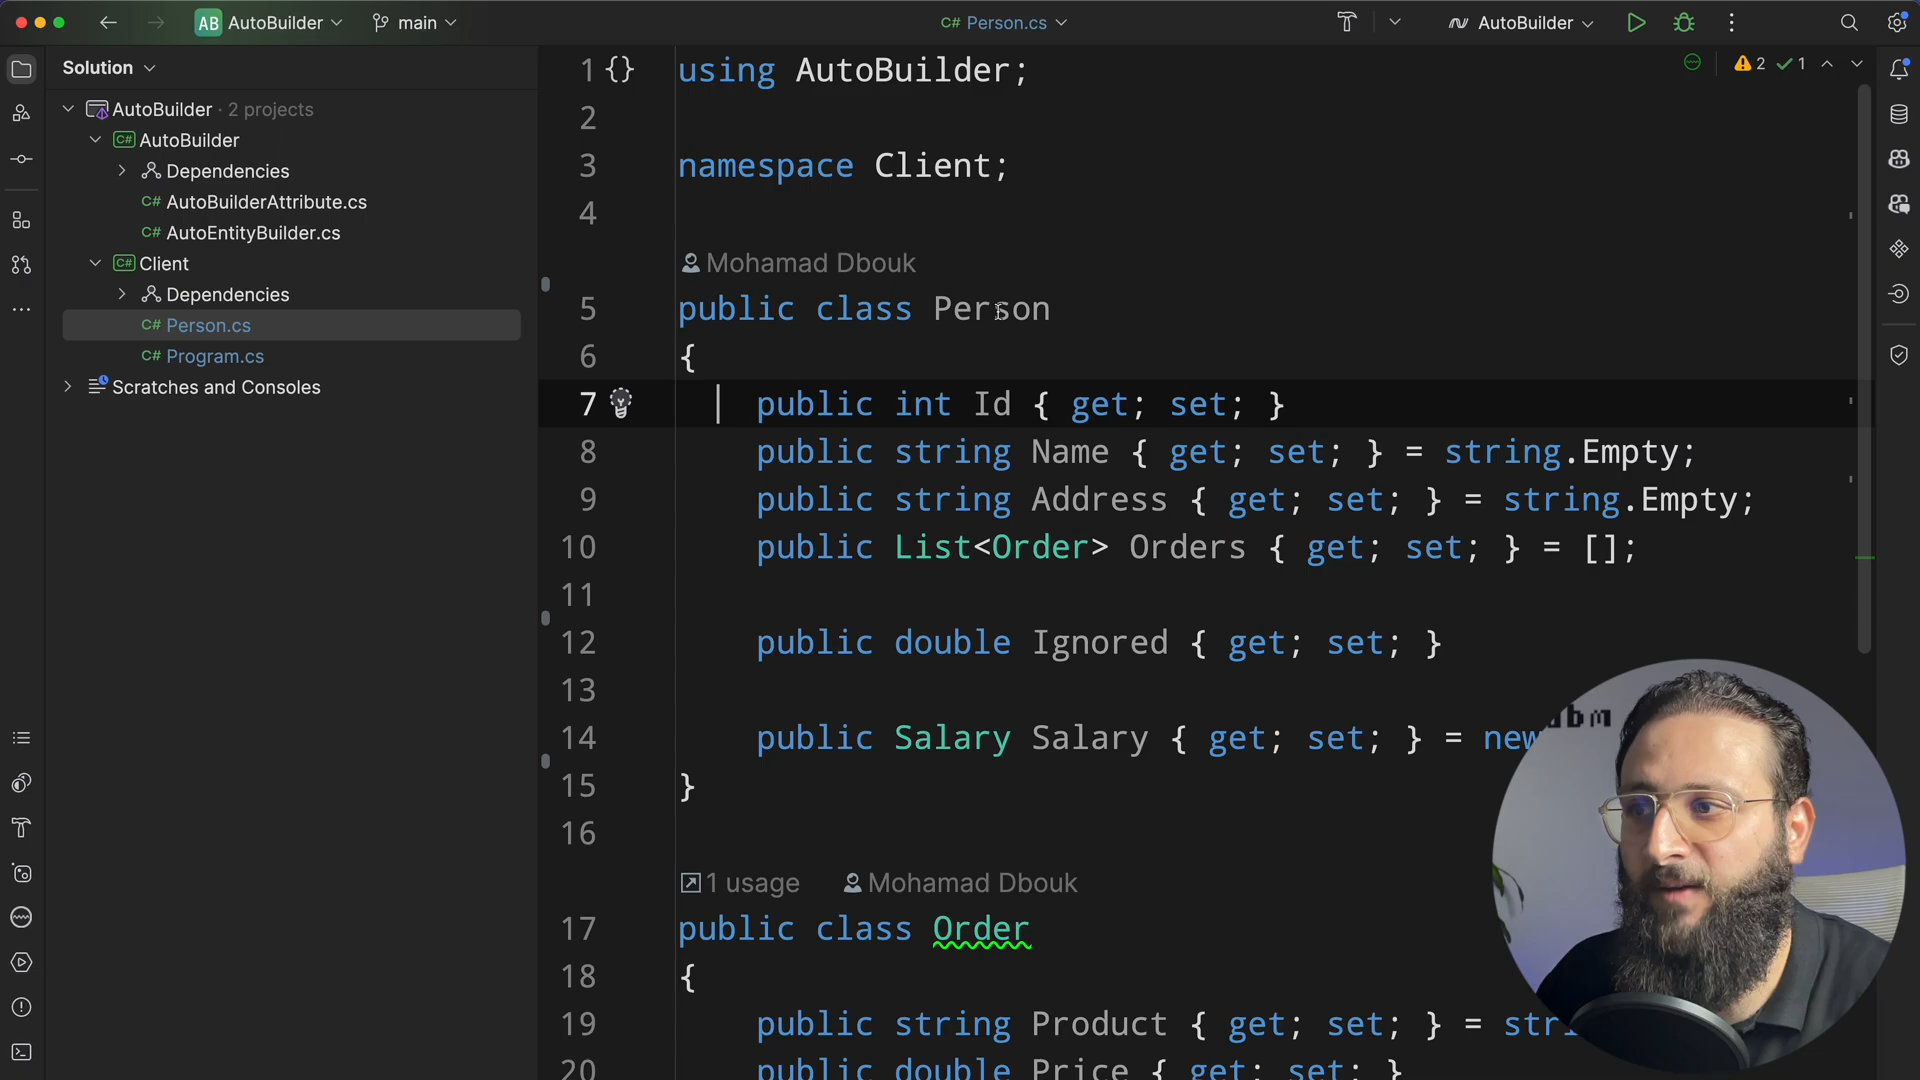 AB AutoBuilder
main
C# Person.cs
AutoBuilder
Solution
AutoBuilder · 2 projects
C# AutoBuilder
Dependencies
C# AutoBuilderAttribute.cs
C# AutoEntityBuilder.cs
C# Client
Dependencies
C# Person.cs
C# Program.cs
Scratches and Consoles
2 1
1 {} using AutoBuilder;
2
3 namespace Client;
4
Mohamad Dbouk
5 public class Person
6 {
7 public int Id { get; set; }
8 public string Name { get; set; } = string.Empty;
9 public string Address { get; set; } = string.Empty;
10 public List<Order> Orders { get; set; } = [];
11
12 public double Ignored { get; set; }
13
14 public Salary Salary { get; set; } = new
15 }
16
1 usage Mohamad Dbouk
17 public class Order
18 {
19 public string Product { get; set; } = stri
20 public double Price { get; set; }